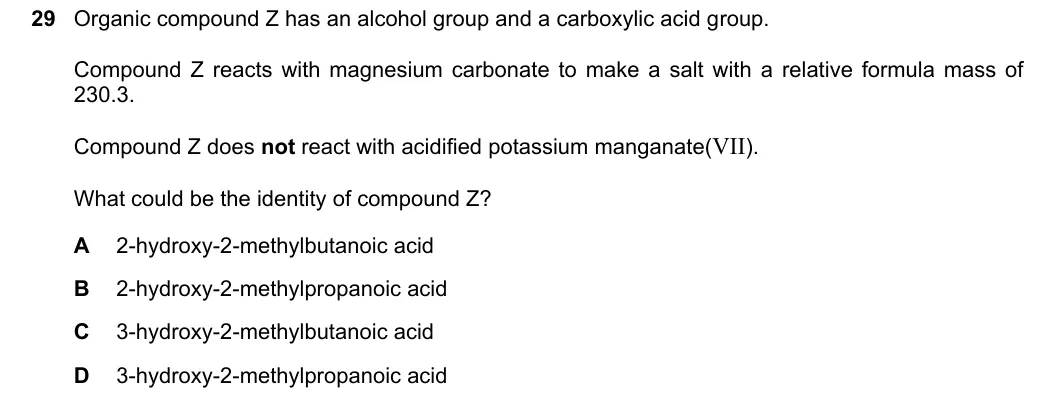 29 Organic compound Z has an alcohol group and a carboxylic acid group.
Compound Z reacts with magnesium carbonate to make a salt with a relative formula mass of
230.3.
Compound Z does not react with acidified potassium manganate(VII).
What could be the identity of compound Z?
A 2-hydroxy-2-methylbutanoic acid
B 2-hydroxy-2-methylpropanoic acid
C 3-hydroxy-2-methylbutanoic acid
D 3-hydroxy-2-methylpropanoic acid